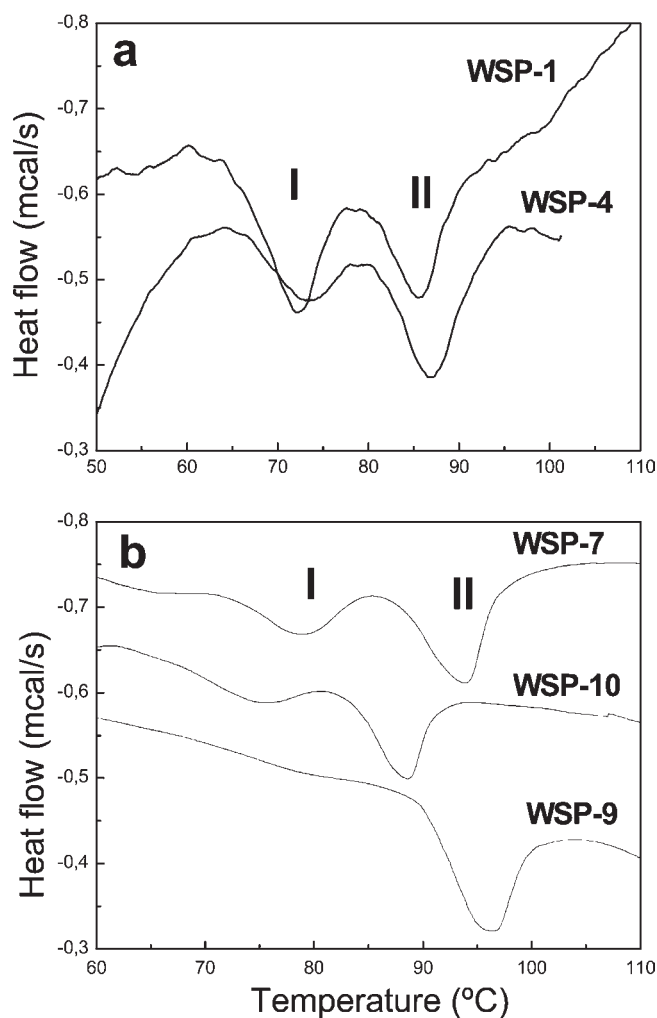 a
WSP-1
WSP-4
I
II
Heat flow (mcal/s)
-0,8
-0,7
-0,6
-0,5
-0,4
-0,3
50 60 70 80 90 100 110
b
WSP-7
WSP-10
WSP-9
I
II
Heat flow (mcal/s)
-0,8
-0,7
-0,6
-0,5
-0,4
-0,3
60 70 80 90 100 110
Temperature (ºC)